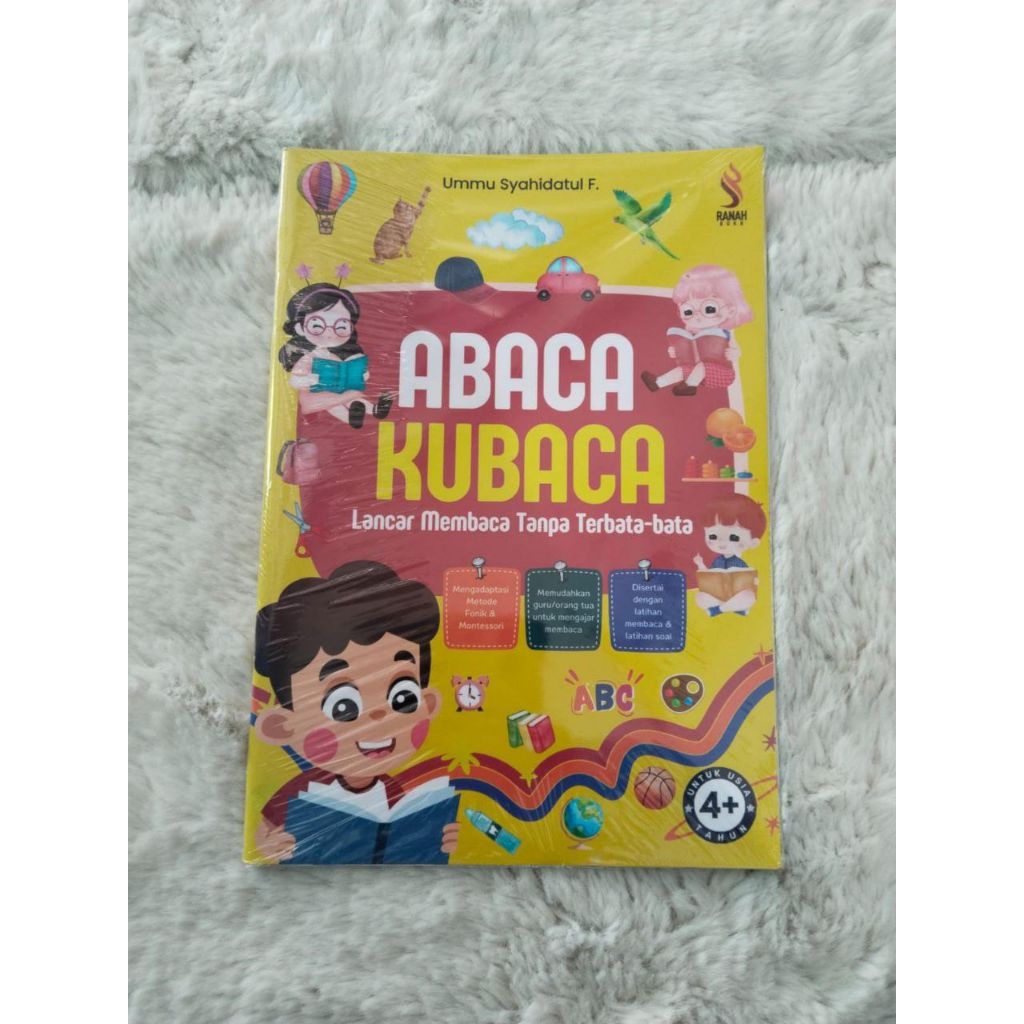 Ummu Syahidatul F.
RANAH
BUKU
ABACA
KUBACA
Lancar Membaca Tanpa Terbata-bata
Mengadaptasi
Metode
Fonik &
Montessori
Memudahkan
guru/orang tua
untuk mengajar
membaca
Disertai
dengan
latihan
membaca &
latihan soal
ABC
UNTUK USIA
4+
TAHUN